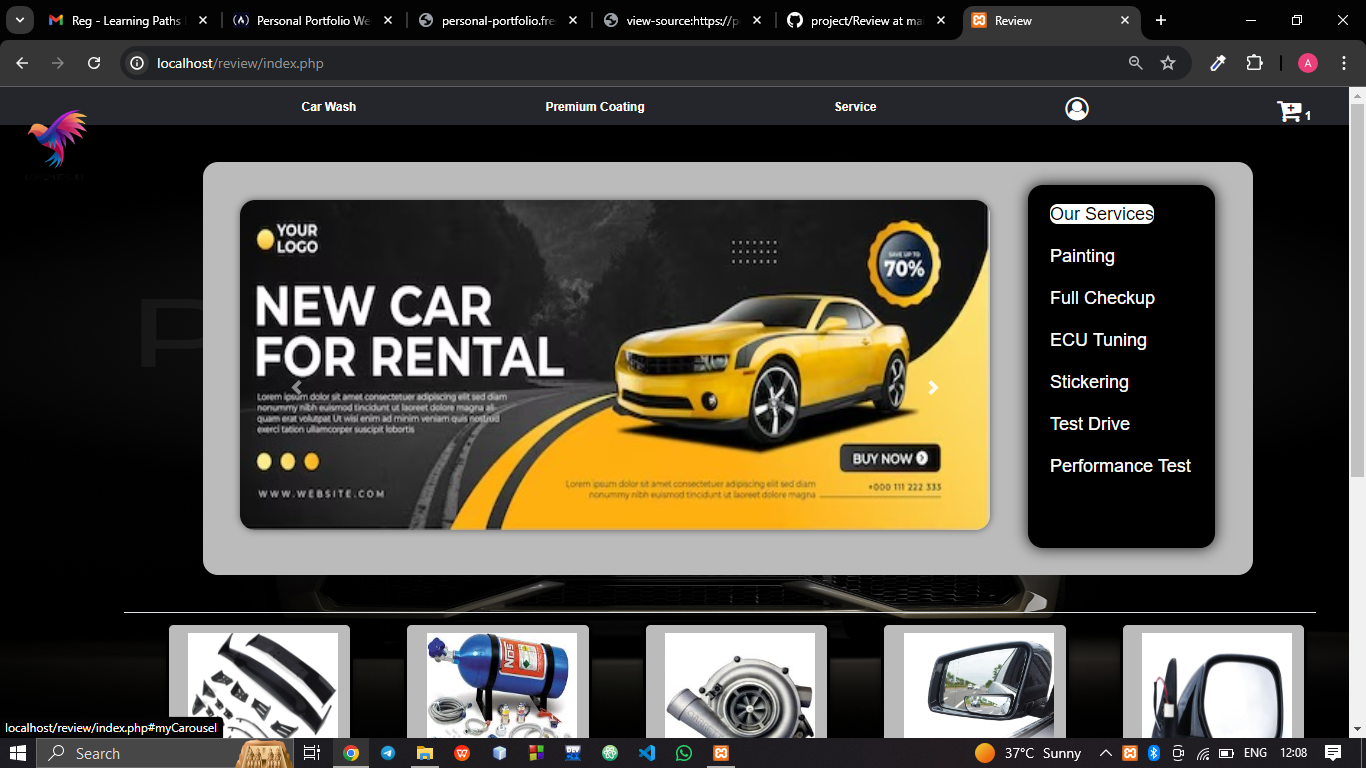 Reg - Learning Paths
Personal Portfolio We
personal-portfolio.fre
view-source:https://p
project/Review at ma
Review
localhost/review/index.php
A
Car Wash
Premium Coating
Service
1
YOUR
LOGO
NEW CAR
FOR RENTAL
Lorem ipsum dolor sit amet consectetuer adipiscing elit sed diam
nonummy nibh euismod tincidunt ut laoreet dolore magna ali
quam erat volutpat Ut wisi enim ad minim veniam quis nostrud
exerci tation ullamcorper suscipit lobortis
WWW.WEBSITE.COM
SAVE UP TO
70%
BUY NOW
Lorem ipsum dolor sit amet consectetuer adipiscing elit sed diam
nonummy nibh euismod tincidunt ut laoreet dolore magna
+000 111 222 333
Our Services
Painting
Full Checkup
ECU Tuning
Stickering
Test Drive
Performance Test
P
NOS
localhost/review/index.php#myCarousel
Search
DEV
37°C Sunny
ENG
12:08